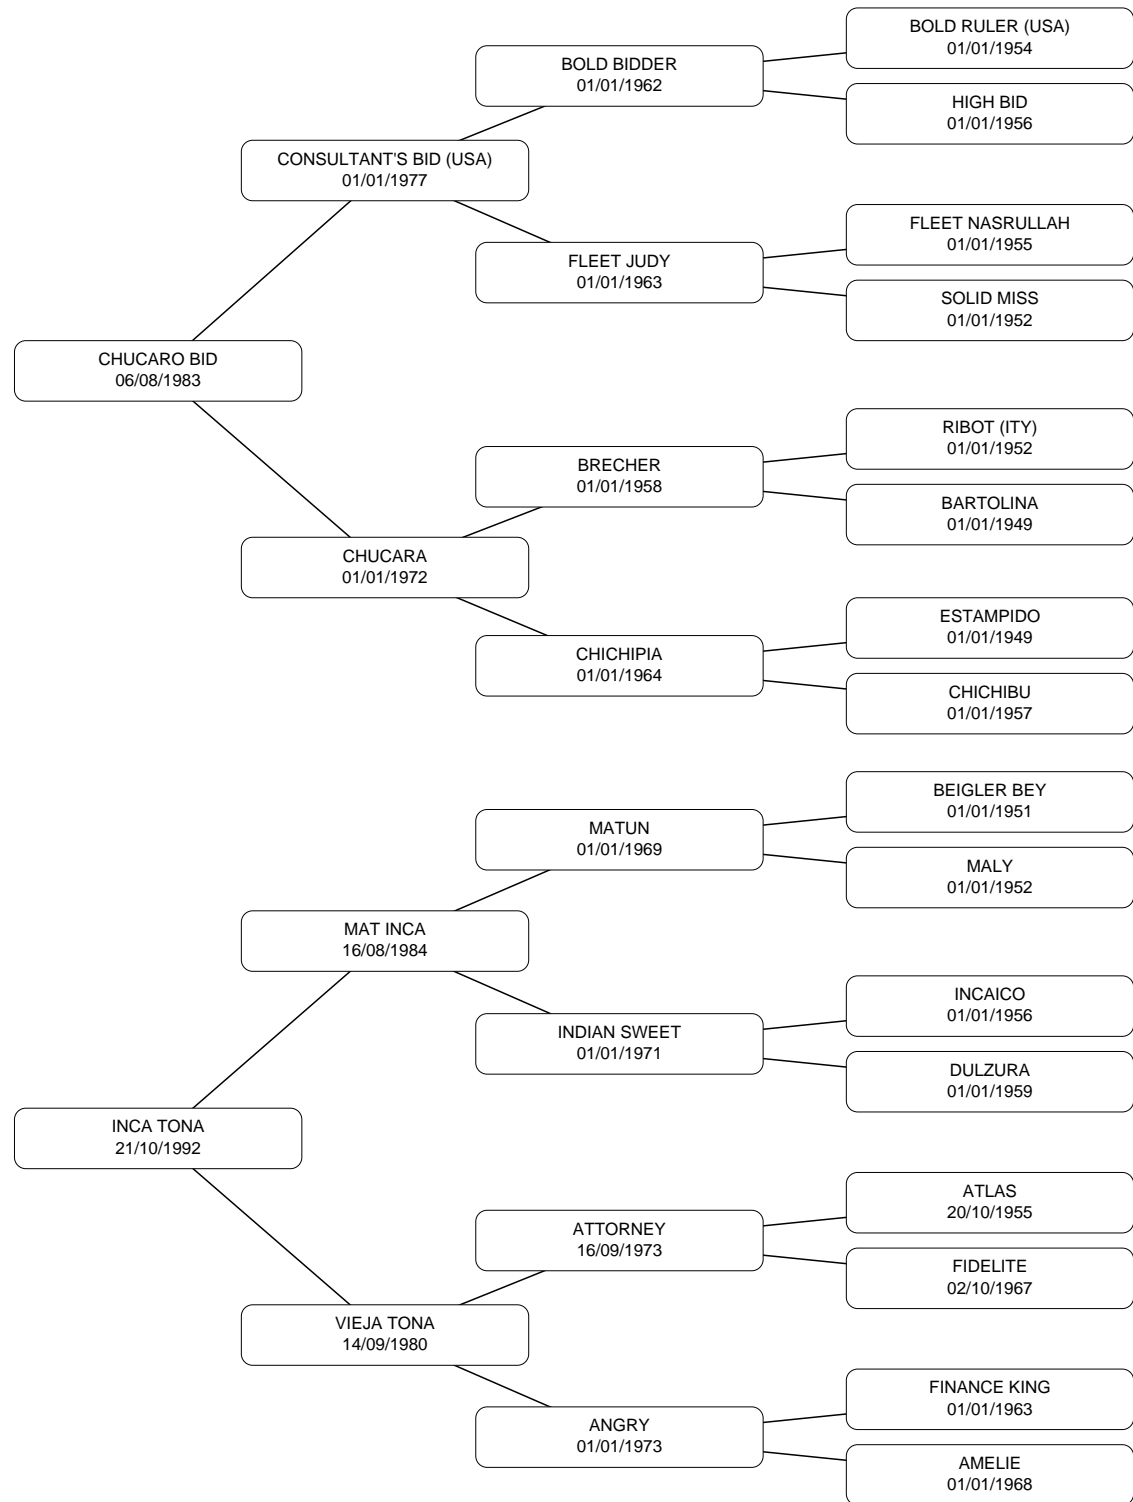 BOLD RULER (USA)
01/01/1954
BOLD BIDDER
01/01/1962
HIGH BID
01/01/1956
CONSULTANT'S BID (USA)
01/01/1977
FLEET NASRULLAH
01/01/1955
FLEET JUDY
01/01/1963
SOLID MISS
01/01/1952
CHUCARO BID
06/08/1983
RIBOT (ITY)
01/01/1952
BRECHER
01/01/1958
BARTOLINA
01/01/1949
CHUCARA
01/01/1972
ESTAMPIDO
01/01/1949
CHICHIPIA
01/01/1964
CHICHIBU
01/01/1957
BEIGLER BEY
01/01/1951
MATUN
01/01/1969
MALY
01/01/1952
MAT INCA
16/08/1984
INCAICO
01/01/1956
INDIAN SWEET
01/01/1971
DULZURA
01/01/1959
INCA TONA
21/10/1992
ATLAS
20/10/1955
ATTORNEY
16/09/1973
FIDELITE
02/10/1967
VIEJA TONA
14/09/1980
FINANCE KING
01/01/1963
ANGRY
01/01/1973
AMELIE
01/01/1968